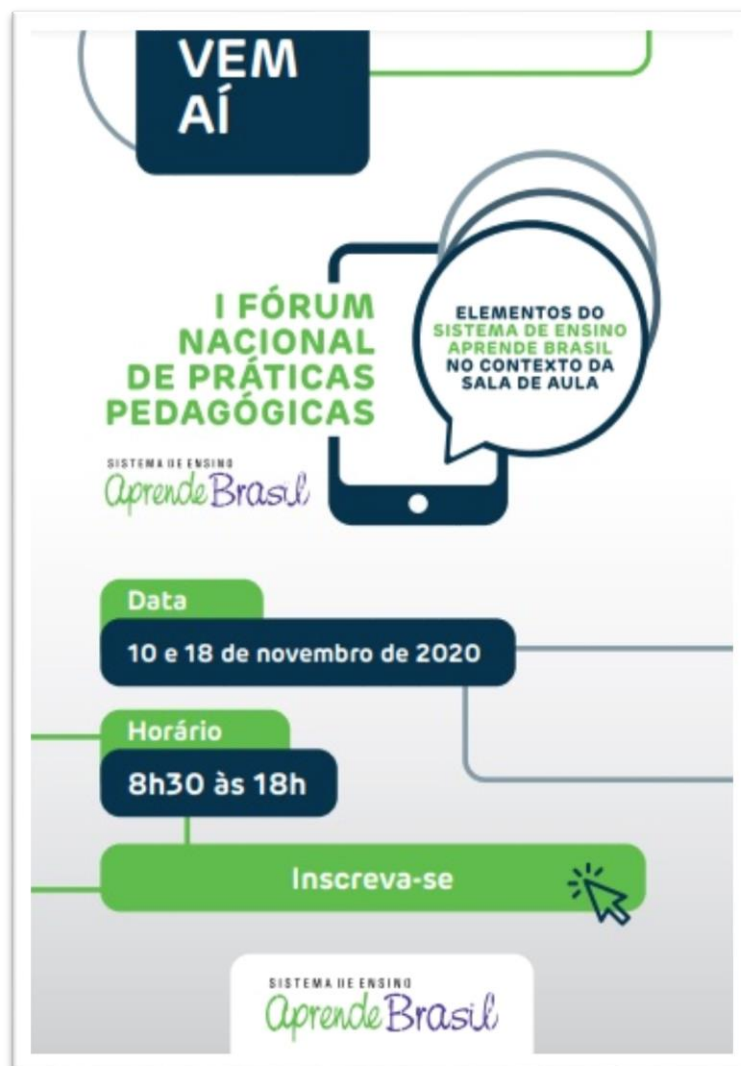 VEM
AÍ
I FÓRUM
NACIONAL
DE PRÁTICAS
PEDAGÓGICAS
ELEMENTOS DO
SISTEMA DE ENSINO
APRENDE BRASIL
NO CONTEXTO DA
SALA DE AULA
SISTEMA DE ENSINO
aprende Brasil
Data
10 e 18 de novembro de 2020
Horário
8h30 às 18h
Inscreva-se
SISTEMA DE ENSINO
aprende Brasil